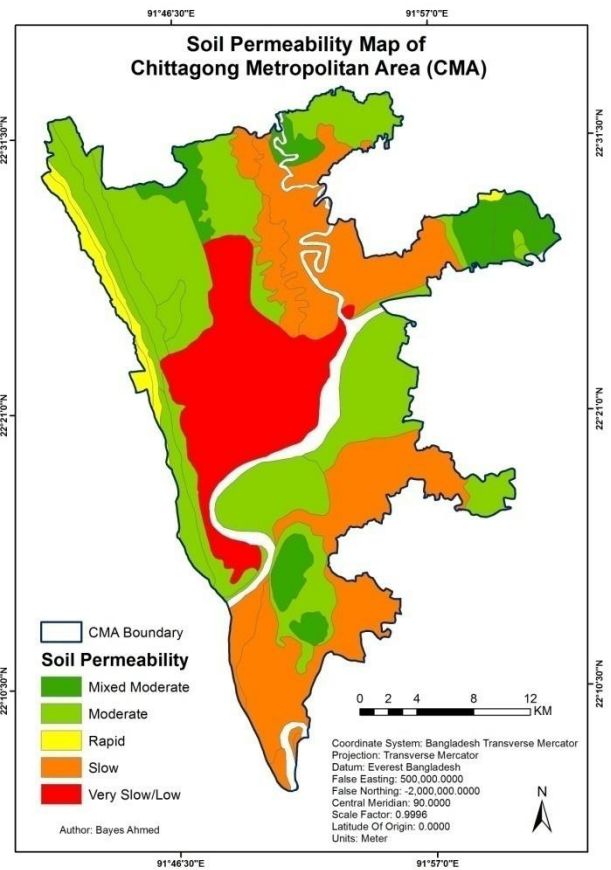 91°46'30"E
91°57'0"E
Soil Permeability Map of
Chittagong Metropolitan Area (CMA)
22°31'30"N
22°31'30"N
22°21'0"N
22°21'0"N
22°10'30"N
22°10'30"N
CMA Boundary
Soil Permeability
Mixed Moderate
Moderate
Rapid
Slow
Very Slow/Low
Author: Bayes Ahmed
0 2 4 8 12
KM
Coordinate System: Bangladesh Transverse Mercator
Projection: Transverse Mercator
Datum: Everest Bangladesh
False Easting: 500,000.0000
False Northing: -2,000,000.0000
Central Meridian: 90.0000
Scale Factor: 0.9996
Latitude Of Origin: 0.0000
Units: Meter
N
91°46'30"E
91°57'0"E